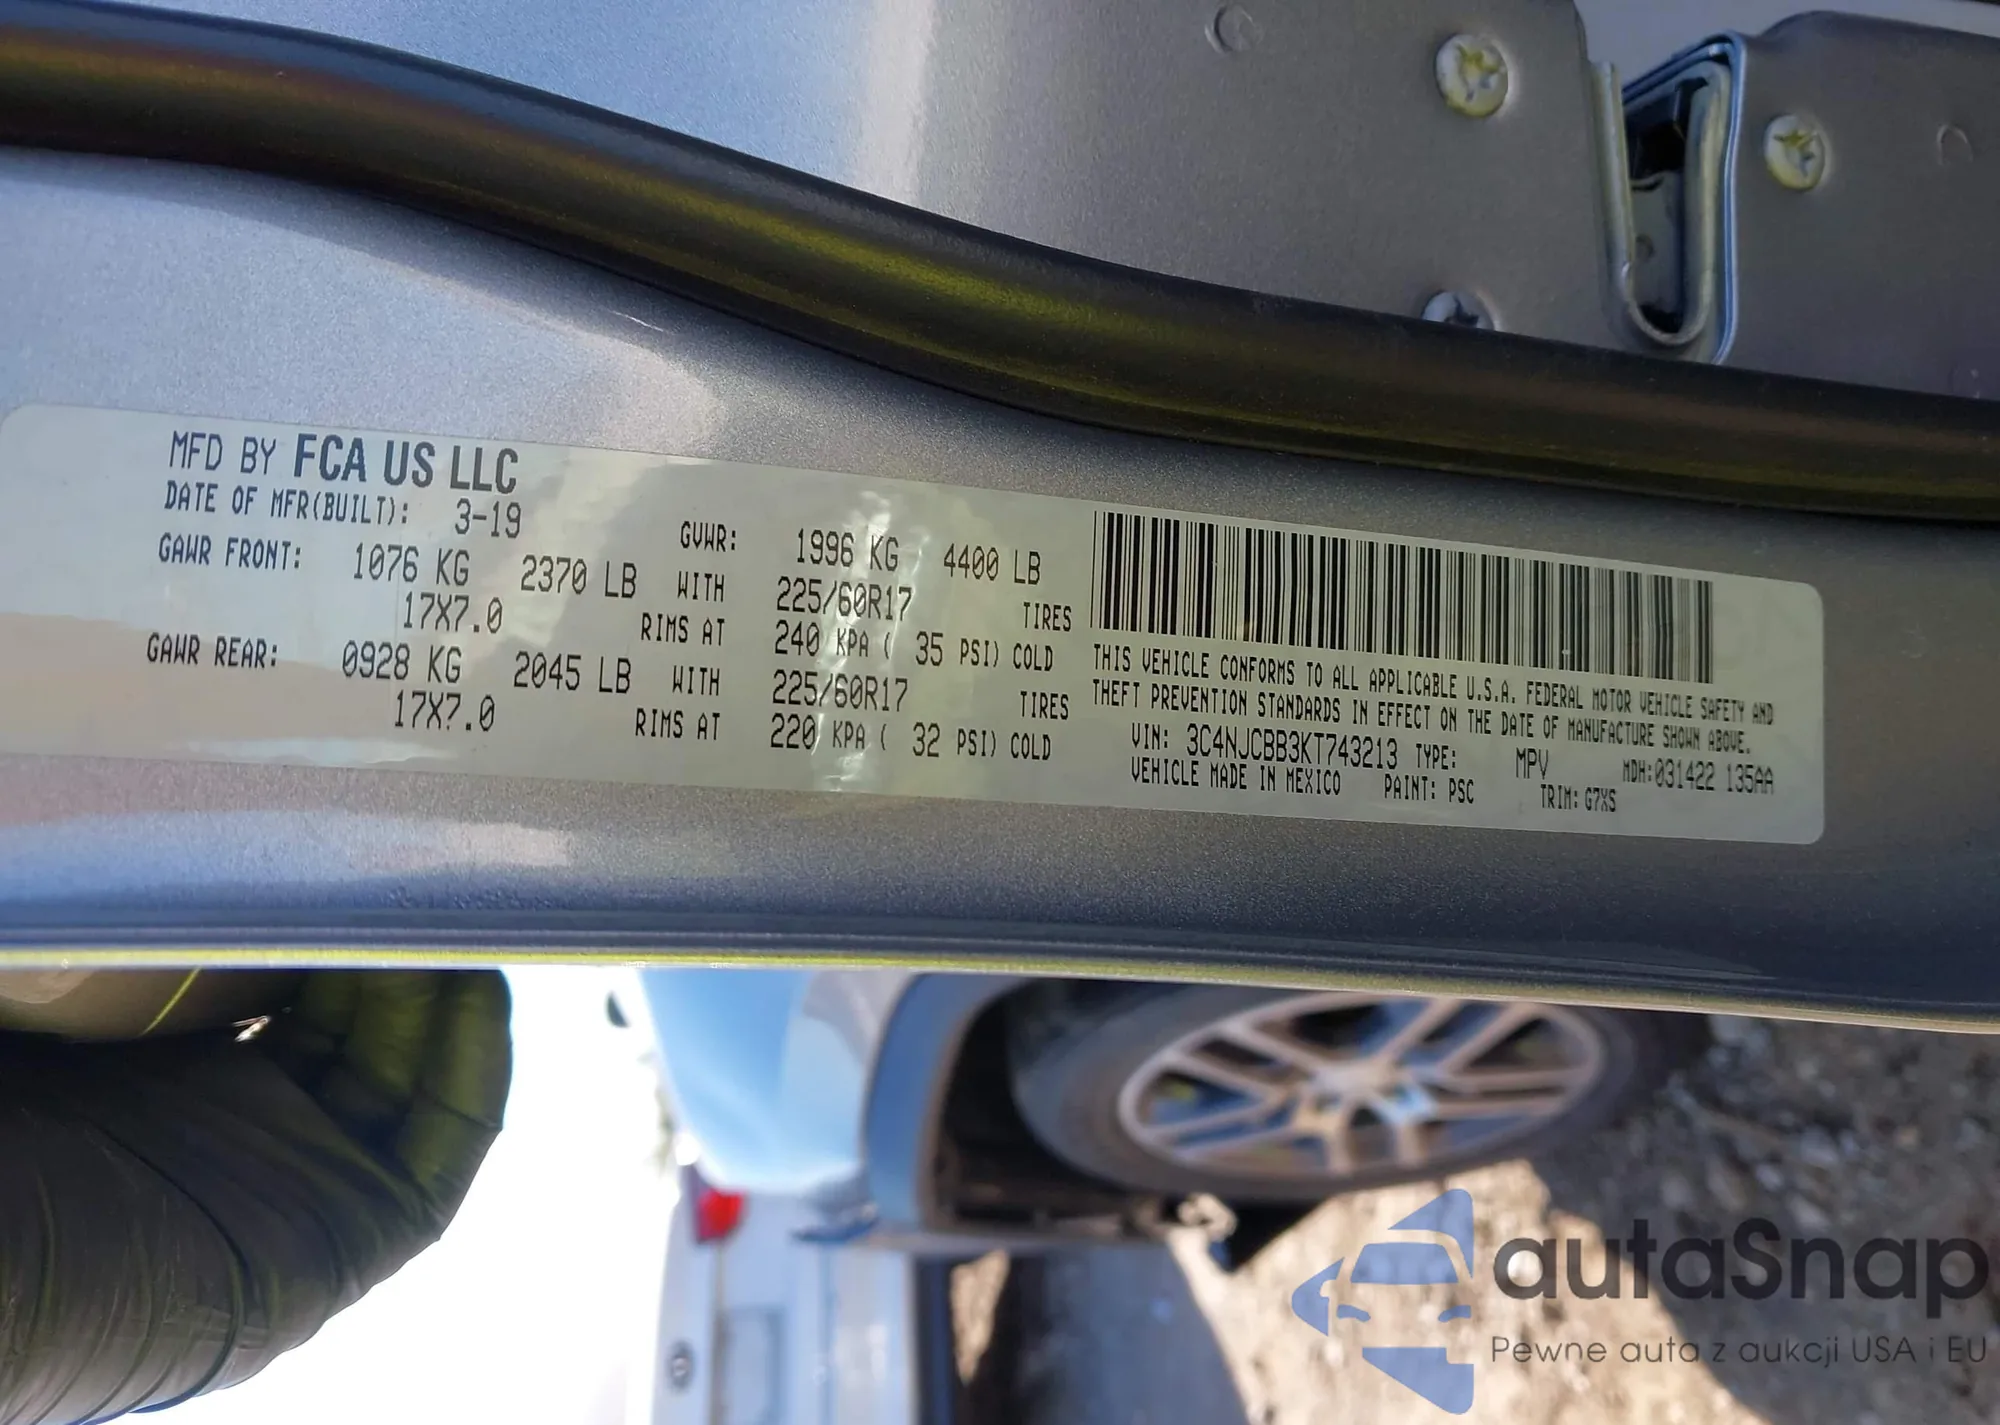 MFD BY FCA US LLC
DATE OF MFR(BUILT): 3-19 GVWR: 1996 KG 4400 LB
GAWR FRONT: 1076 KG 2370 LB WITH 225/60R17 TIRES
17X7.0 RIMS AT 240 KPA ( 35 PSI) COLD
GAWR REAR: 0928 KG 2045 LB WITH 225/60R17 TIRES
17X7.0 RIMS AT 220 KPA ( 32 PSI) COLD
THIS VEHICLE CONFORMS TO ALL APPLICABLE U.S.A. FEDERAL MOTOR VEHICLE SAFETY AND
THEFT PREVENTION STANDARDS IN EFFECT ON THE DATE OF MANUFACTURE SHOWN ABOVE.
VIN: 3C4NJCBB3KT743213 TYPE: MPV MDH:031422 135AA
VEHICLE MADE IN MEXICO PAINT: PSC TRIM: G7XS
autaSnap
Pewne auta z aukcji USA i EU